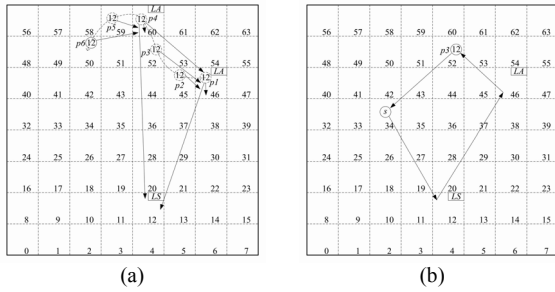 12 12 LA
p4
p5
56 57 58 59 60 61 62 63
p6 12
p3 12
48 49 50 51 52 53 54 55
LA
12 12
p2 p1
40 41 42 43 44 45 46 47
32 33 34 35 36 37 38 39
24 25 26 27 28 29 30 31
16 17 18 19 20 21 22 23
LS
8 9 10 11 12 13 14 15
0 1 2 3 4 5 6 7
(a)
56 57 58 59 60 61 62 63
p3 12
48 49 50 51 52 53 54 55
LA
40 41 42 43 44 45 46 47
s
32 33 34 35 36 37 38 39
24 25 26 27 28 29 30 31
16 17 18 19 20 21 22 23
LS
8 9 10 11 12 13 14 15
0 1 2 3 4 5 6 7
(b)